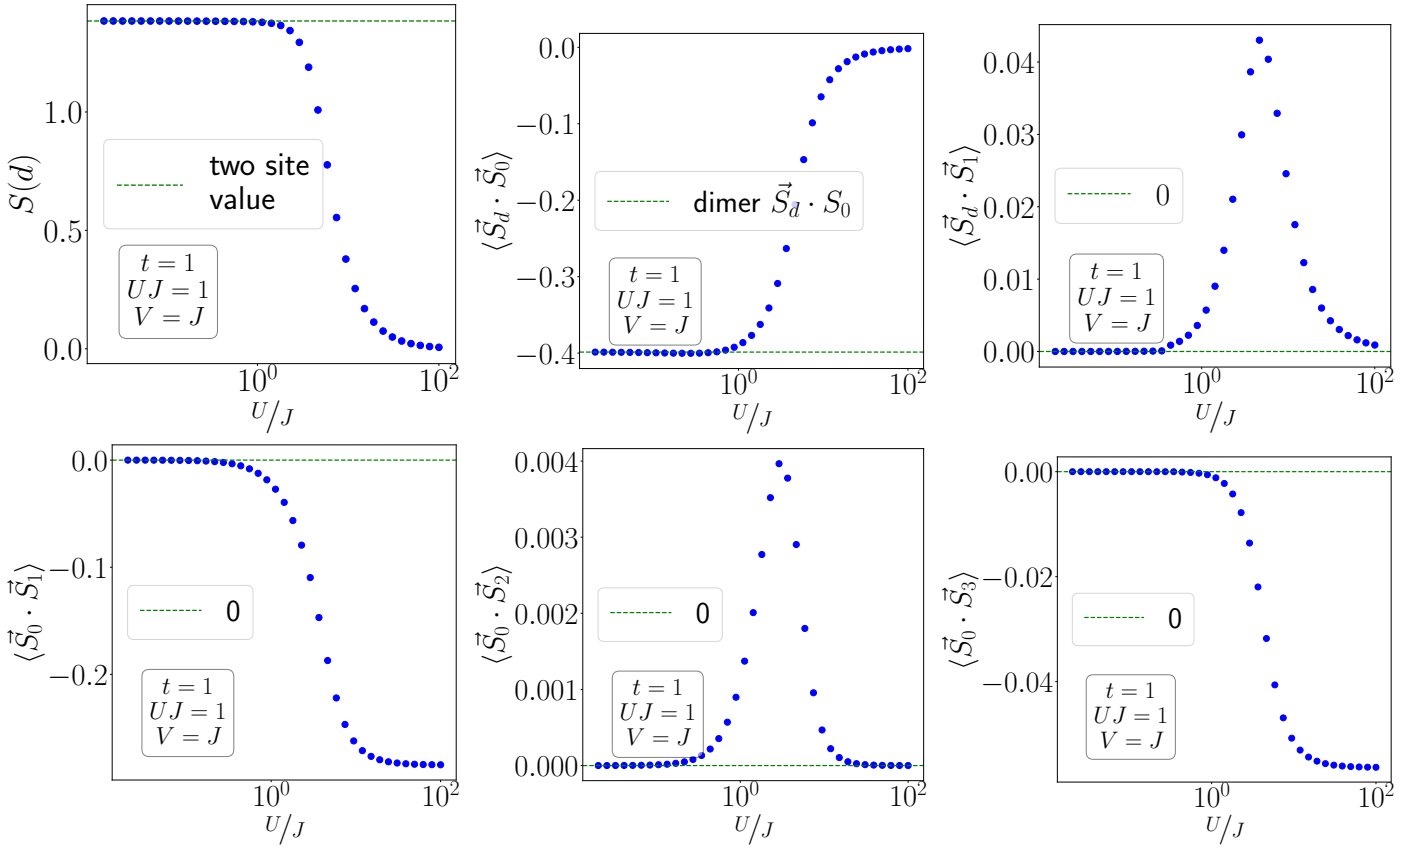 S(d)
1.0
0.5
0.0
two site
value
t = 1
UJ = 1
V = J
10^0
10^2
U/J
⟨S⃗_d · S⃗_0⟩
0.0
−0.1
−0.2
−0.3
−0.4
dimer S⃗_d · S_0
t = 1
UJ = 1
V = J
10^0
10^2
U/J
⟨S⃗_d · S⃗_1⟩
0.04
0.03
0.02
0.01
0.00
0
t = 1
UJ = 1
V = J
10^0
10^2
U/J
⟨S⃗_0 · S⃗_1⟩
0.0
−0.1
−0.2
0
t = 1
UJ = 1
V = J
10^0
10^2
U/J
⟨S⃗_0 · S⃗_2⟩
0.004
0.003
0.002
0.001
0.000
0
t = 1
UJ = 1
V = J
10^0
10^2
U/J
⟨S⃗_0 · S⃗_3⟩
0.00
−0.02
−0.04
0
t = 1
UJ = 1
V = J
10^0
10^2
U/J